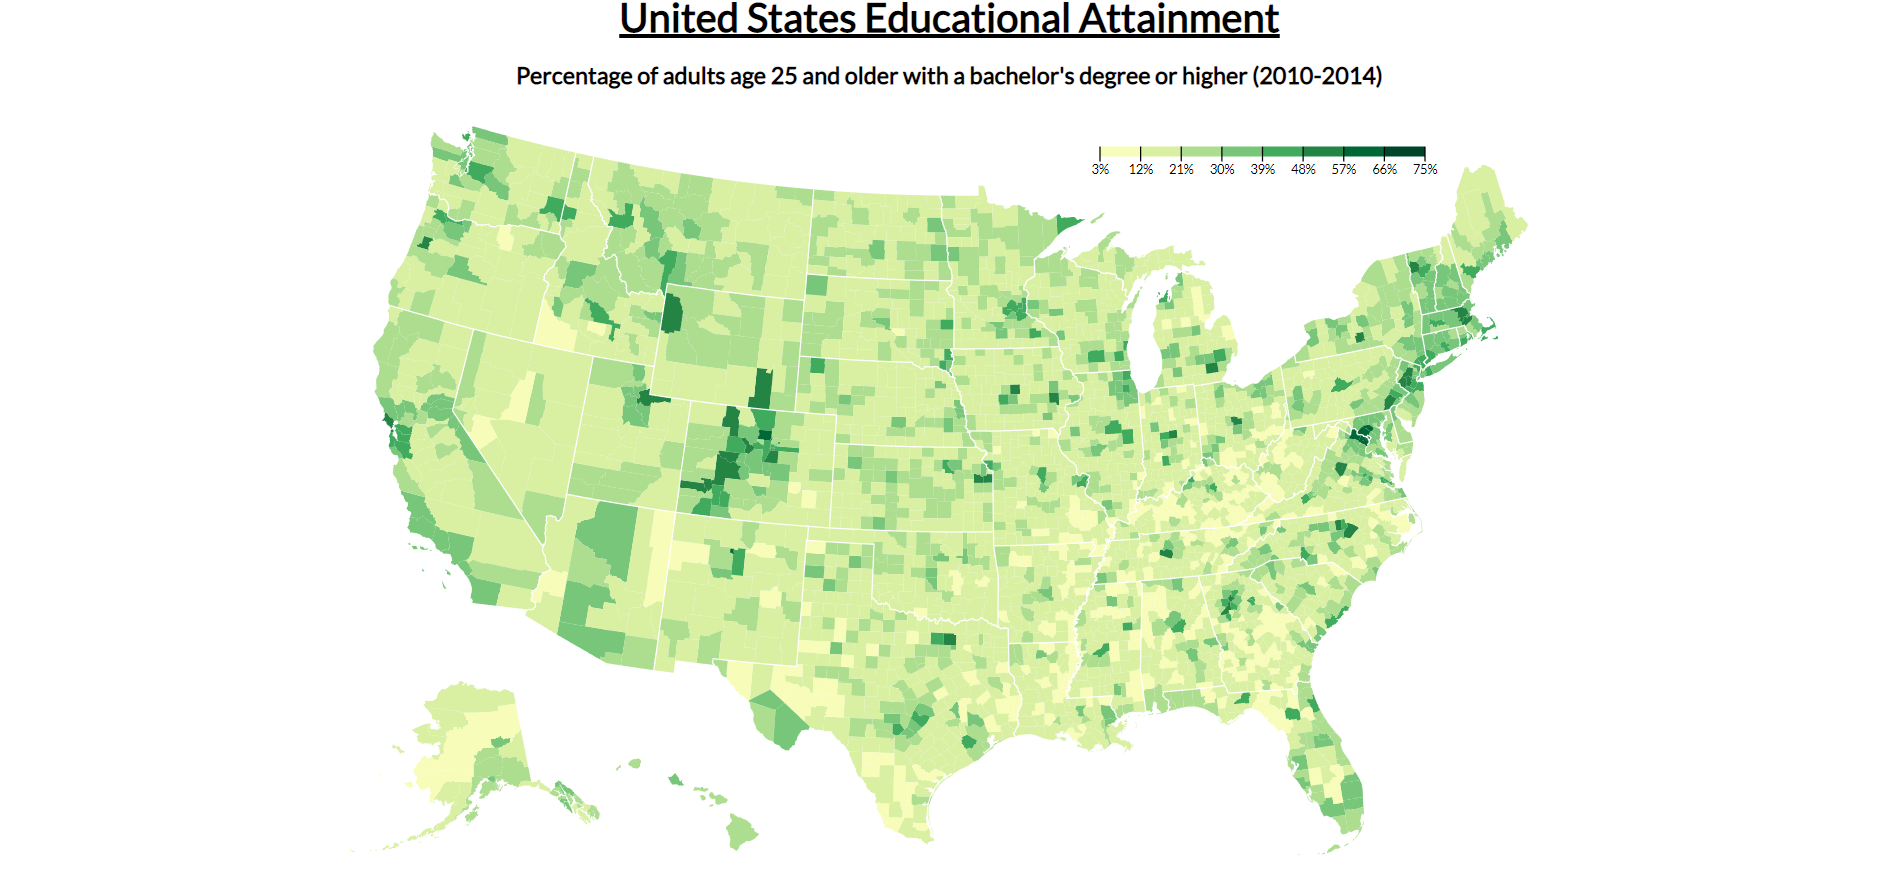 United States Educational Attainment
Percentage of adults age 25 and older with a bachelor's degree or higher (2010-2014)
3% 12% 21% 30% 39% 48% 57% 66% 75%